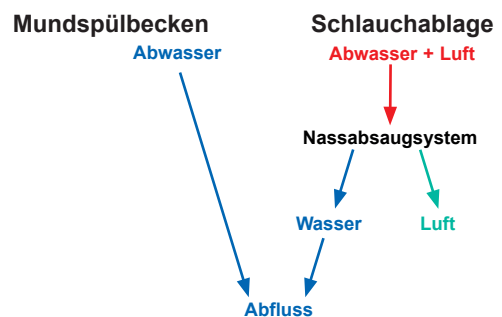 Mundspülbecken
Abwasser
Schlauchablage
Abwasser + Luft
Nassabsaugsystem
Wasser
Luft
Abfluss